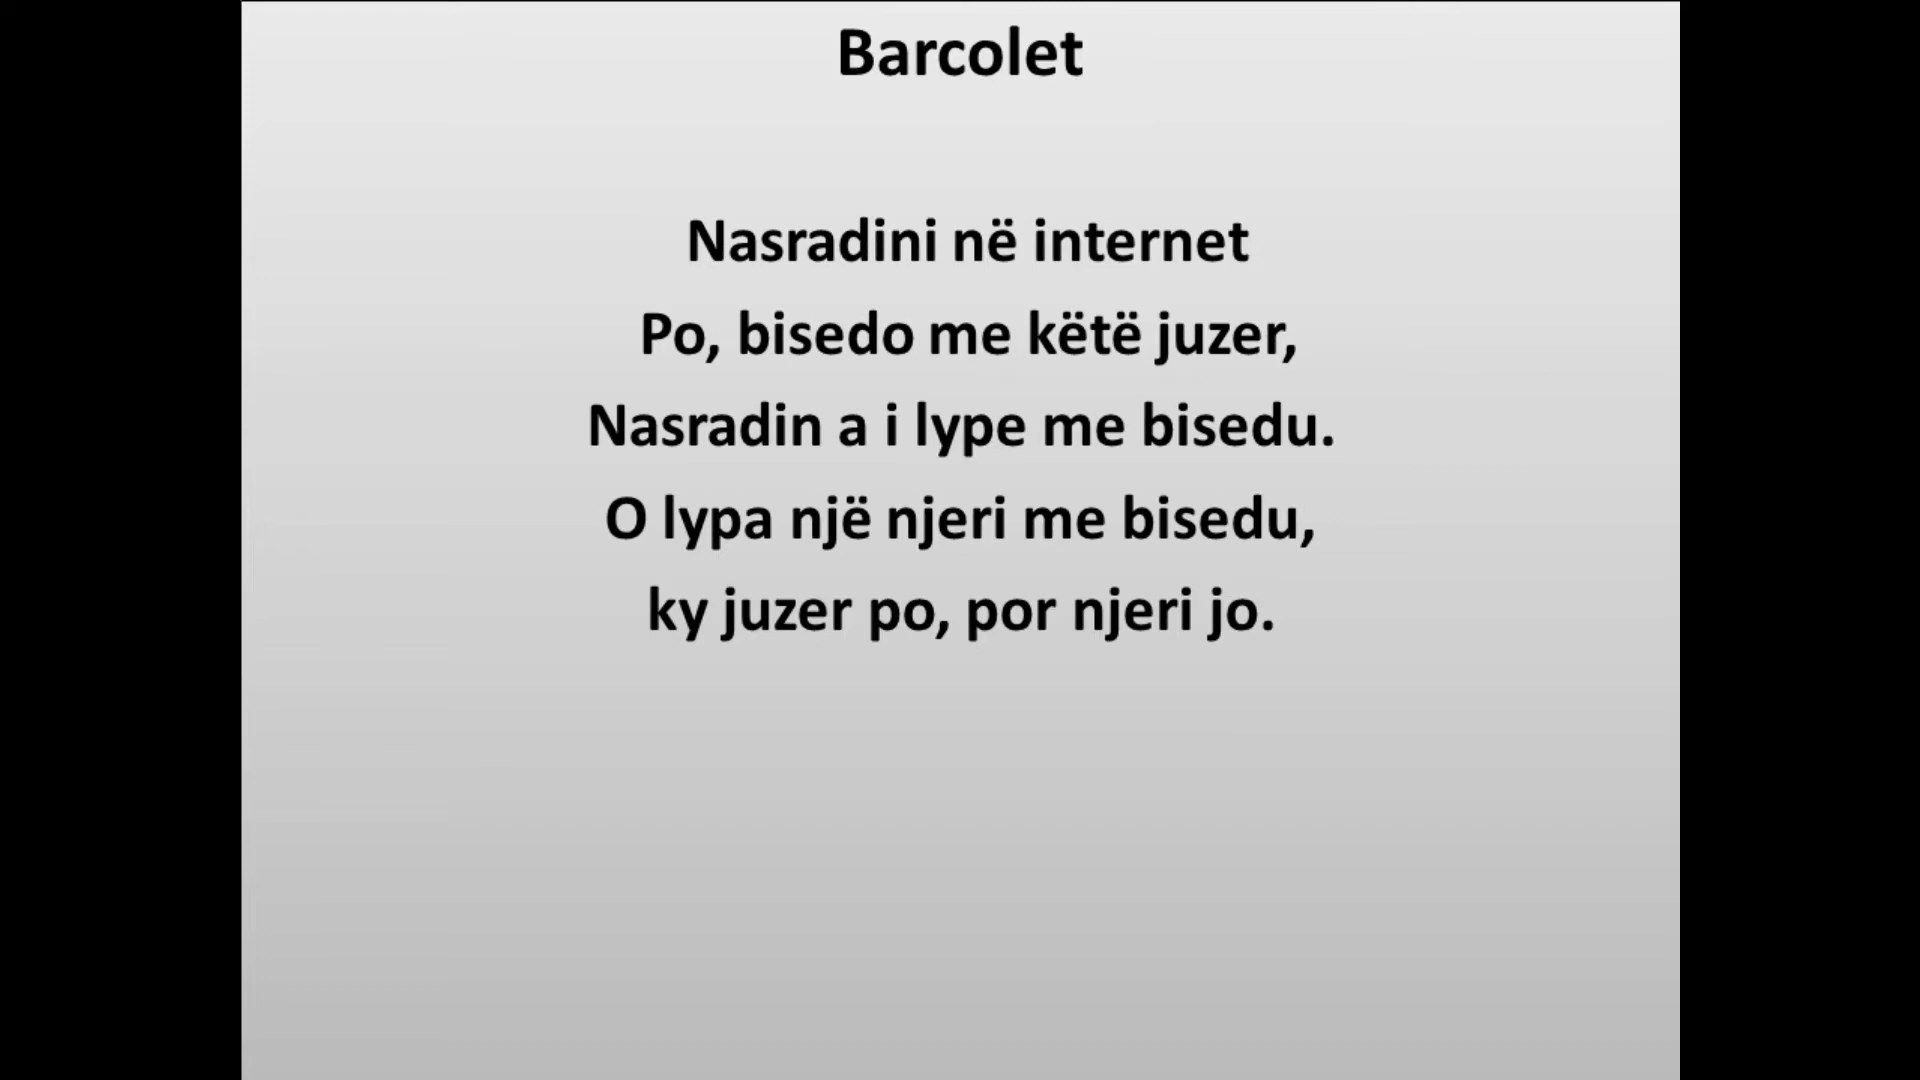 Barcolet
Nasradini në internet
Po, bisedo me këtë juzer,
Nasradin a i lype me bisedu.
O lypa një njeri me bisedu,
ky juzer po, por njeri jo.